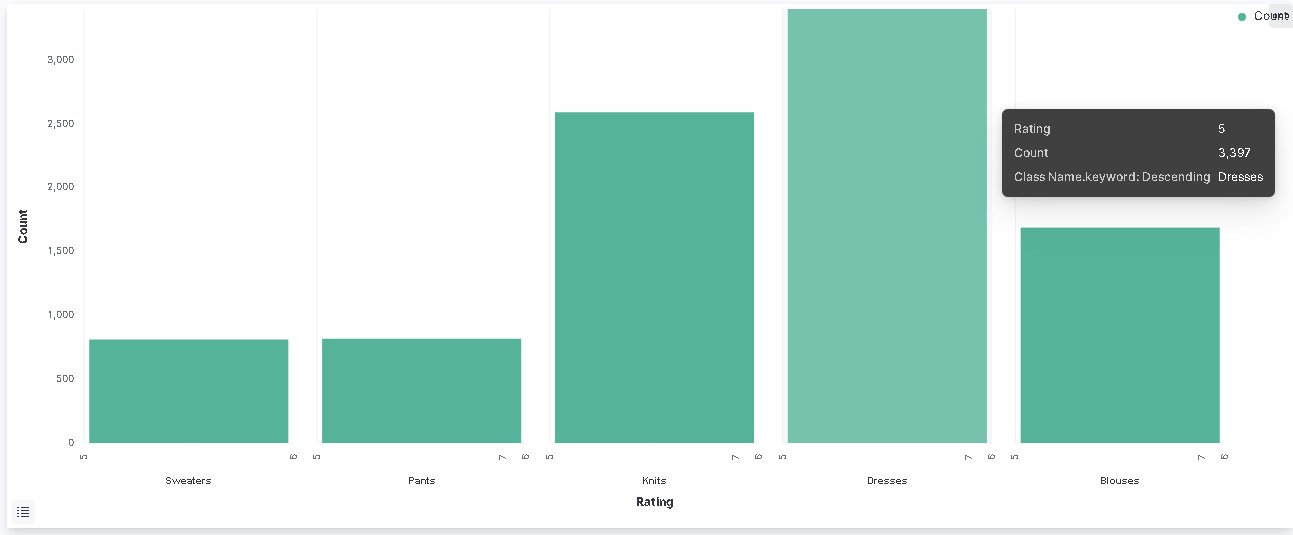 Count
3,000
2,500
2,000
1,500
1,000
500
0
Count
Rating 5
Count 3,397
Class Name.keyword: Descending Dresses
5 6 5 7 6 5 7 6 5 7 6 5 7 6
Sweaters Pants Knits Dresses Blouses
Rating